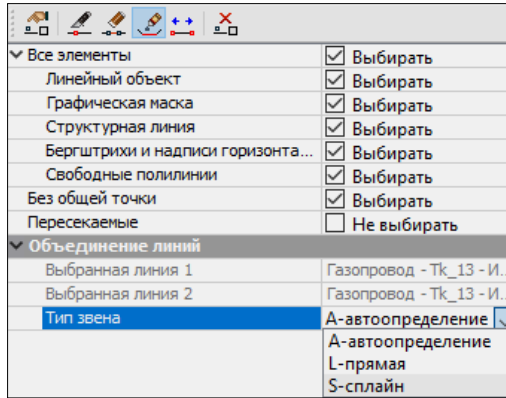 Все элементы Выбирать
Линейный объект Выбирать
Графическая маска Выбирать
Структурная линия Выбирать
Бергштрихи и надписи горизонта... Выбирать
Свободные полилинии Выбирать
Без общей точки Выбирать
Пересекаемые Не выбирать
Объединение линий
Выбранная линия 1 Газопровод - Tk_13 - И...
Выбранная линия 2 Газопровод - Tk_13 - И...
Тип звена А-автоопределение
А-автоопределение
L-прямая
S-сплайн